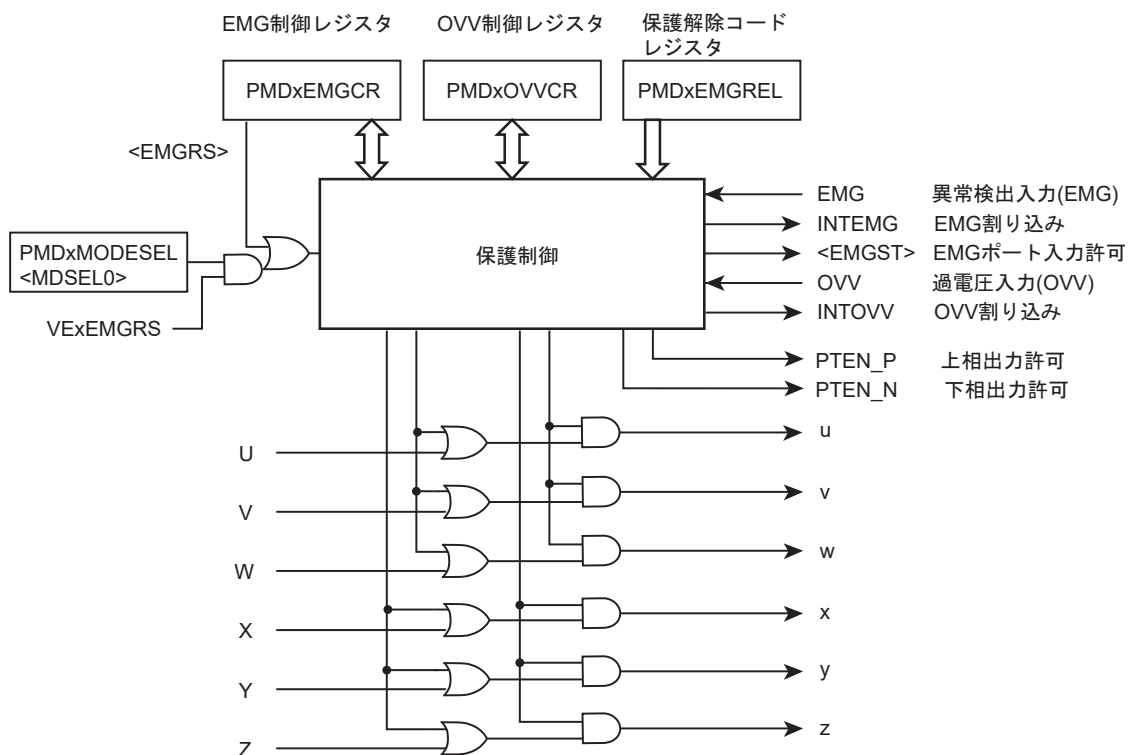 EMG制御レジスタ
OVV制御レジスタ
保護解除コード
レジスタ
PMDxEMGCR
PMDxOVVCR
PMDxEMGREL
<EMGRS>
PMDxMODESEL
<MDSEL0>
VExEMGRS
保護制御
EMG 異常検出入力(EMG)
INTEMG EMG割り込み
<EMGST> EMGポート入力許可
OVV 過電圧入力(OVV)
INTOVV OVV割り込み
PTEN_P 上相出力許可
PTEN_N 下相出力許可
U u
V v
W w
X x
Y y
Z z